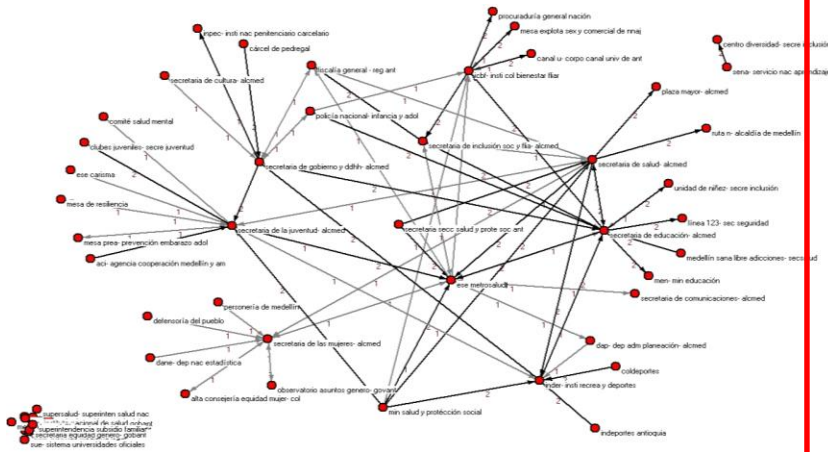 procuraduría general nación
inpec- insti nac penitenciario carcelario
mesa explota sex y comercial de nnaj
cárcel de pedregal
centro diversidad- secre inclusión
canal u- corpo canal univ de ant
fiscalía general - reg ant
sena- servicio nac aprendizaje
icbf- insti col bienestar fliar
secretaria de cultura- alcmed
plaza mayor- alcmed
policía nacional- infancia y adol
comité salud mental
ruta n- alcaldía de medellín
clubes juveniles- secre juventud
secretaria de inclusión soc y flia- alcmed
secretaria de gobierno y ddhh- alcmed
secretaria de salud- alcmed
ese carisma
unidad de niñez- secre inclusión
mesa de resiliencia
línea 123- sec seguridad
secretaria de la juventud- alcmed
secretaria secc salud y prote soc ant
secretaria de educación- alcmed
mesa prea- prevención embarazo adol
medellín sana libre adicciones- secsalud
aci- agencia cooperación medellín y am
men- min educación
ese metrosalud
secretaria de comunicaciones- alcmed
personería de medellín
defensoría del pueblo
secretaria de las mujeres- alcmed
dap- dep adm planeación- alcmed
dane- dep nac estadística
coldeportes
inder- insti recrea y deportes
observatorio asuntos genero- govant
alta consejería equidad mujer- col
min salud y protección social
indeportes antioquia
supersalud- superinten salud nac
nacional de salud
superintendencia subsidio familiar
secretaria equidad genero- gobant
sue- sistema universidades oficiales